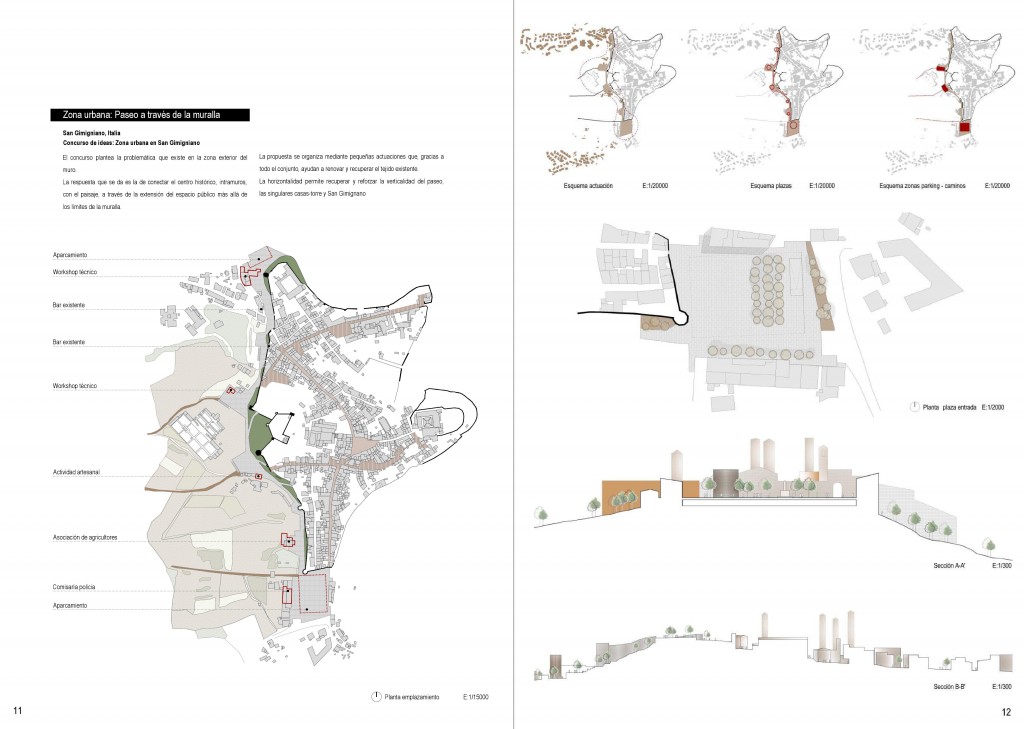 Zona urbana: Paseo a través de la muralla
San Gimigniano, Italia
Concurso de ideas: Zona urbana en San Gimigniano
El concurso plantea la problemática que existe en la zona exterior del
muro.
La respuesta que se da es la de conectar el centro histórico, intramuros,
con el paisaje, a través de la extensión del espacio público más allá de
los límites de la muralla.
La propuesta se organiza mediante pequeñas actuaciones que, gracias a
todo el conjunto, ayudan a renovar y recuperar el tejido existente.
La horizontalidad permite recuperar y reforzar la verticalidad del paseo,
las singulares casas-torre y San Gimignano
Aparcamiento
Workshop técnico
Bar existente
Bar existente
Workshop técnico
Actividad artesanal
Asociación de agricultores
Comisaria policia
Aparcamiento
Planta emplazamiento E:1/15000
11
Esquema actuación E:1/20000
Esquema plazas E:1/20000
Esquema zonas parking - caminos E:1/20000
Planta plaza entrada E:1/2000
Sección A-A' E:1/300
Sección B-B' E:1/300
12